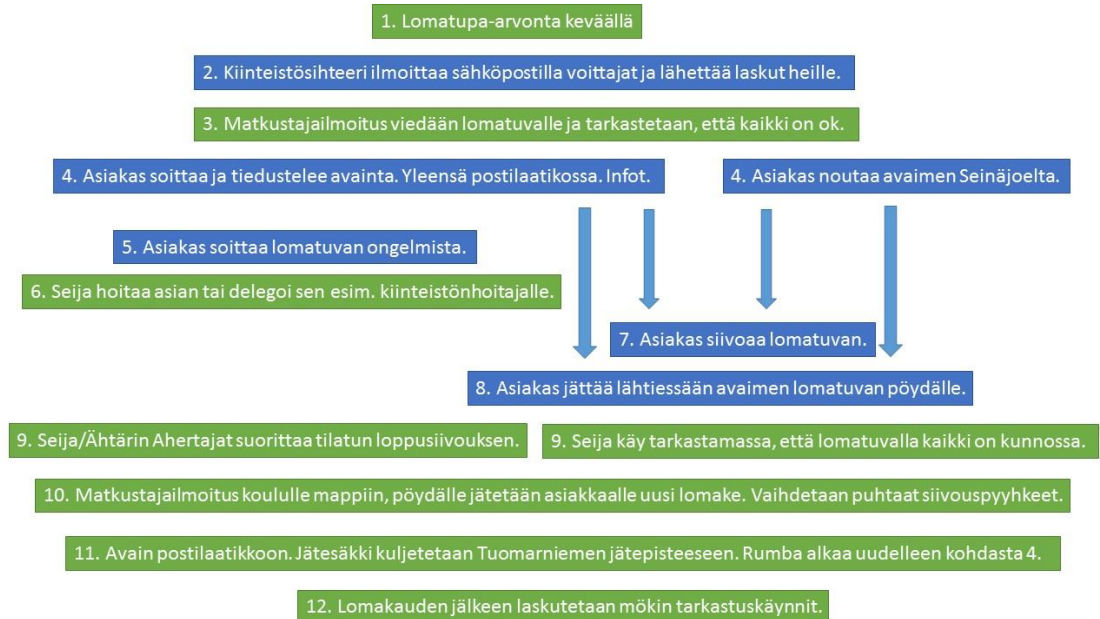 1. Lomatupa-arvonta keväällä
2. Kiinteistösihteeri ilmoittaa sähköpostilla voittajat ja lähettää laskut heille.
3. Matkustajailmoitus viedään lomatuvalle ja tarkastetaan, että kaikki on ok.
4. Asiakas soittaa ja tiedustelee avainta. Yleensä postilaatikossa. Infot.
4. Asiakas noutaa avaimen Seinäjoelta.
5. Asiakas soittaa lomatuvan ongelmista.
6. Seija hoitaa asian tai delegoi sen esim. kiinteistönhoitajalle.
7. Asiakas siivoaa lomatuvan.
8. Asiakas jättää lähtiessään avaimen lomatuvan pöydälle.
9. Seija/Ähtärin Ahertajat suorittaa tilatun loppusiivouksen.
9. Seija käy tarkastamassa, että lomatuvalla kaikki on kunnossa.
10. Matkustajailmoitus koululle mappiin, pöydälle jätetään asiakkaalle uusi lomake. Vaihdetaan puhtaat siivouspyyhkeet.
11. Avain postilaatikkoon. Jätesäkki kuljetetaan Tuomarniemen jätepisteeseen. Rumba alkaa uudelleen kohdasta 4.
12. Lomakauden jälkeen laskutetaan mökin tarkastuskäynnit.